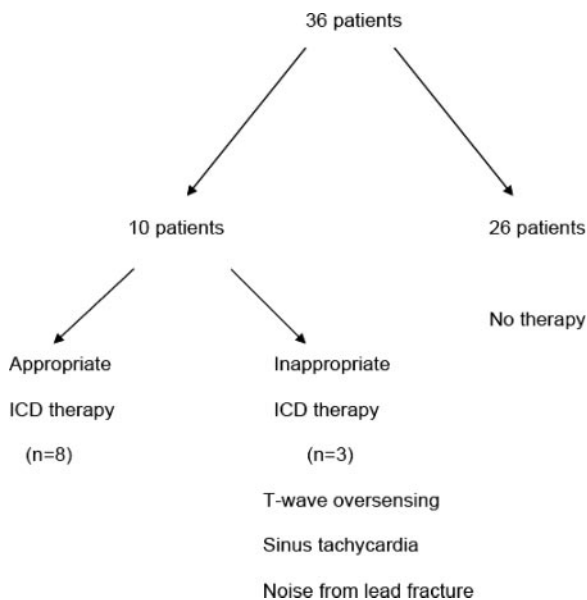 36 patients
10 patients
26 patients
No therapy
Appropriate
ICD therapy
(n=8)
Inappropriate
ICD therapy
(n=3)
T-wave oversensing
Sinus tachycardia
Noise from lead fracture